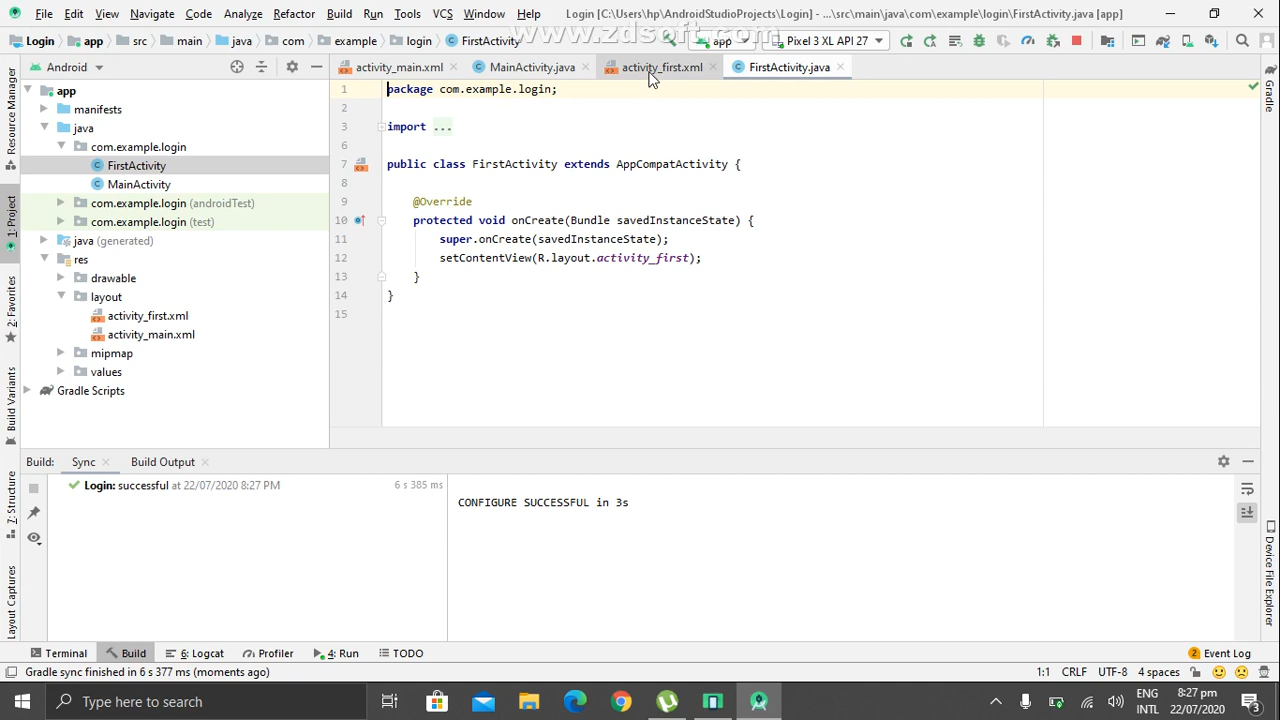 File Edit View Navigate Code Analyze Refactor Build Run Tools VCS Window Help Login [C:\Users\hp\AndroidStudioProjects\Login] - ...\src\main\java\com\example\login\FirstActivity.java [app]
www.zdsoft.com
Login app src main java com example login FirstActivity app Pixel 3 XL API 27
Android activity_main.xml MainActivity.java activity_first.xml FirstActivity.java
app
manifests
java
com.example.login
FirstActivity
MainActivity
com.example.login (androidTest)
com.example.login (test)
java (generated)
res
drawable
layout
activity_first.xml
activity_main.xml
mipmap
values
Gradle Scripts
1 package com.example.login;
2
3 import ...
6
7 public class FirstActivity extends AppCompatActivity {
8
9 @Override
10 protected void onCreate(Bundle savedInstanceState) {
11 super.onCreate(savedInstanceState);
12 setContentView(R.layout.activity_first);
13 }
14 }
15
Resource Manager
1: Project
2: Favorites
Build Variants
7: Structure
Layout Captures
Gradle
Device File Explorer
Build: Sync Build Output
Login: successful at 22/07/2020 8:27 PM 6 s 385 ms
CONFIGURE SUCCESSFUL in 3s
Terminal Build 6: Logcat Profiler 4: Run TODO 2 Event Log
Gradle sync finished in 6 s 377 ms (moments ago) 1:1 CRLF UTF-8 4 spaces
Type here to search
ENG 8:27 pm
INTL 22/07/2020 3